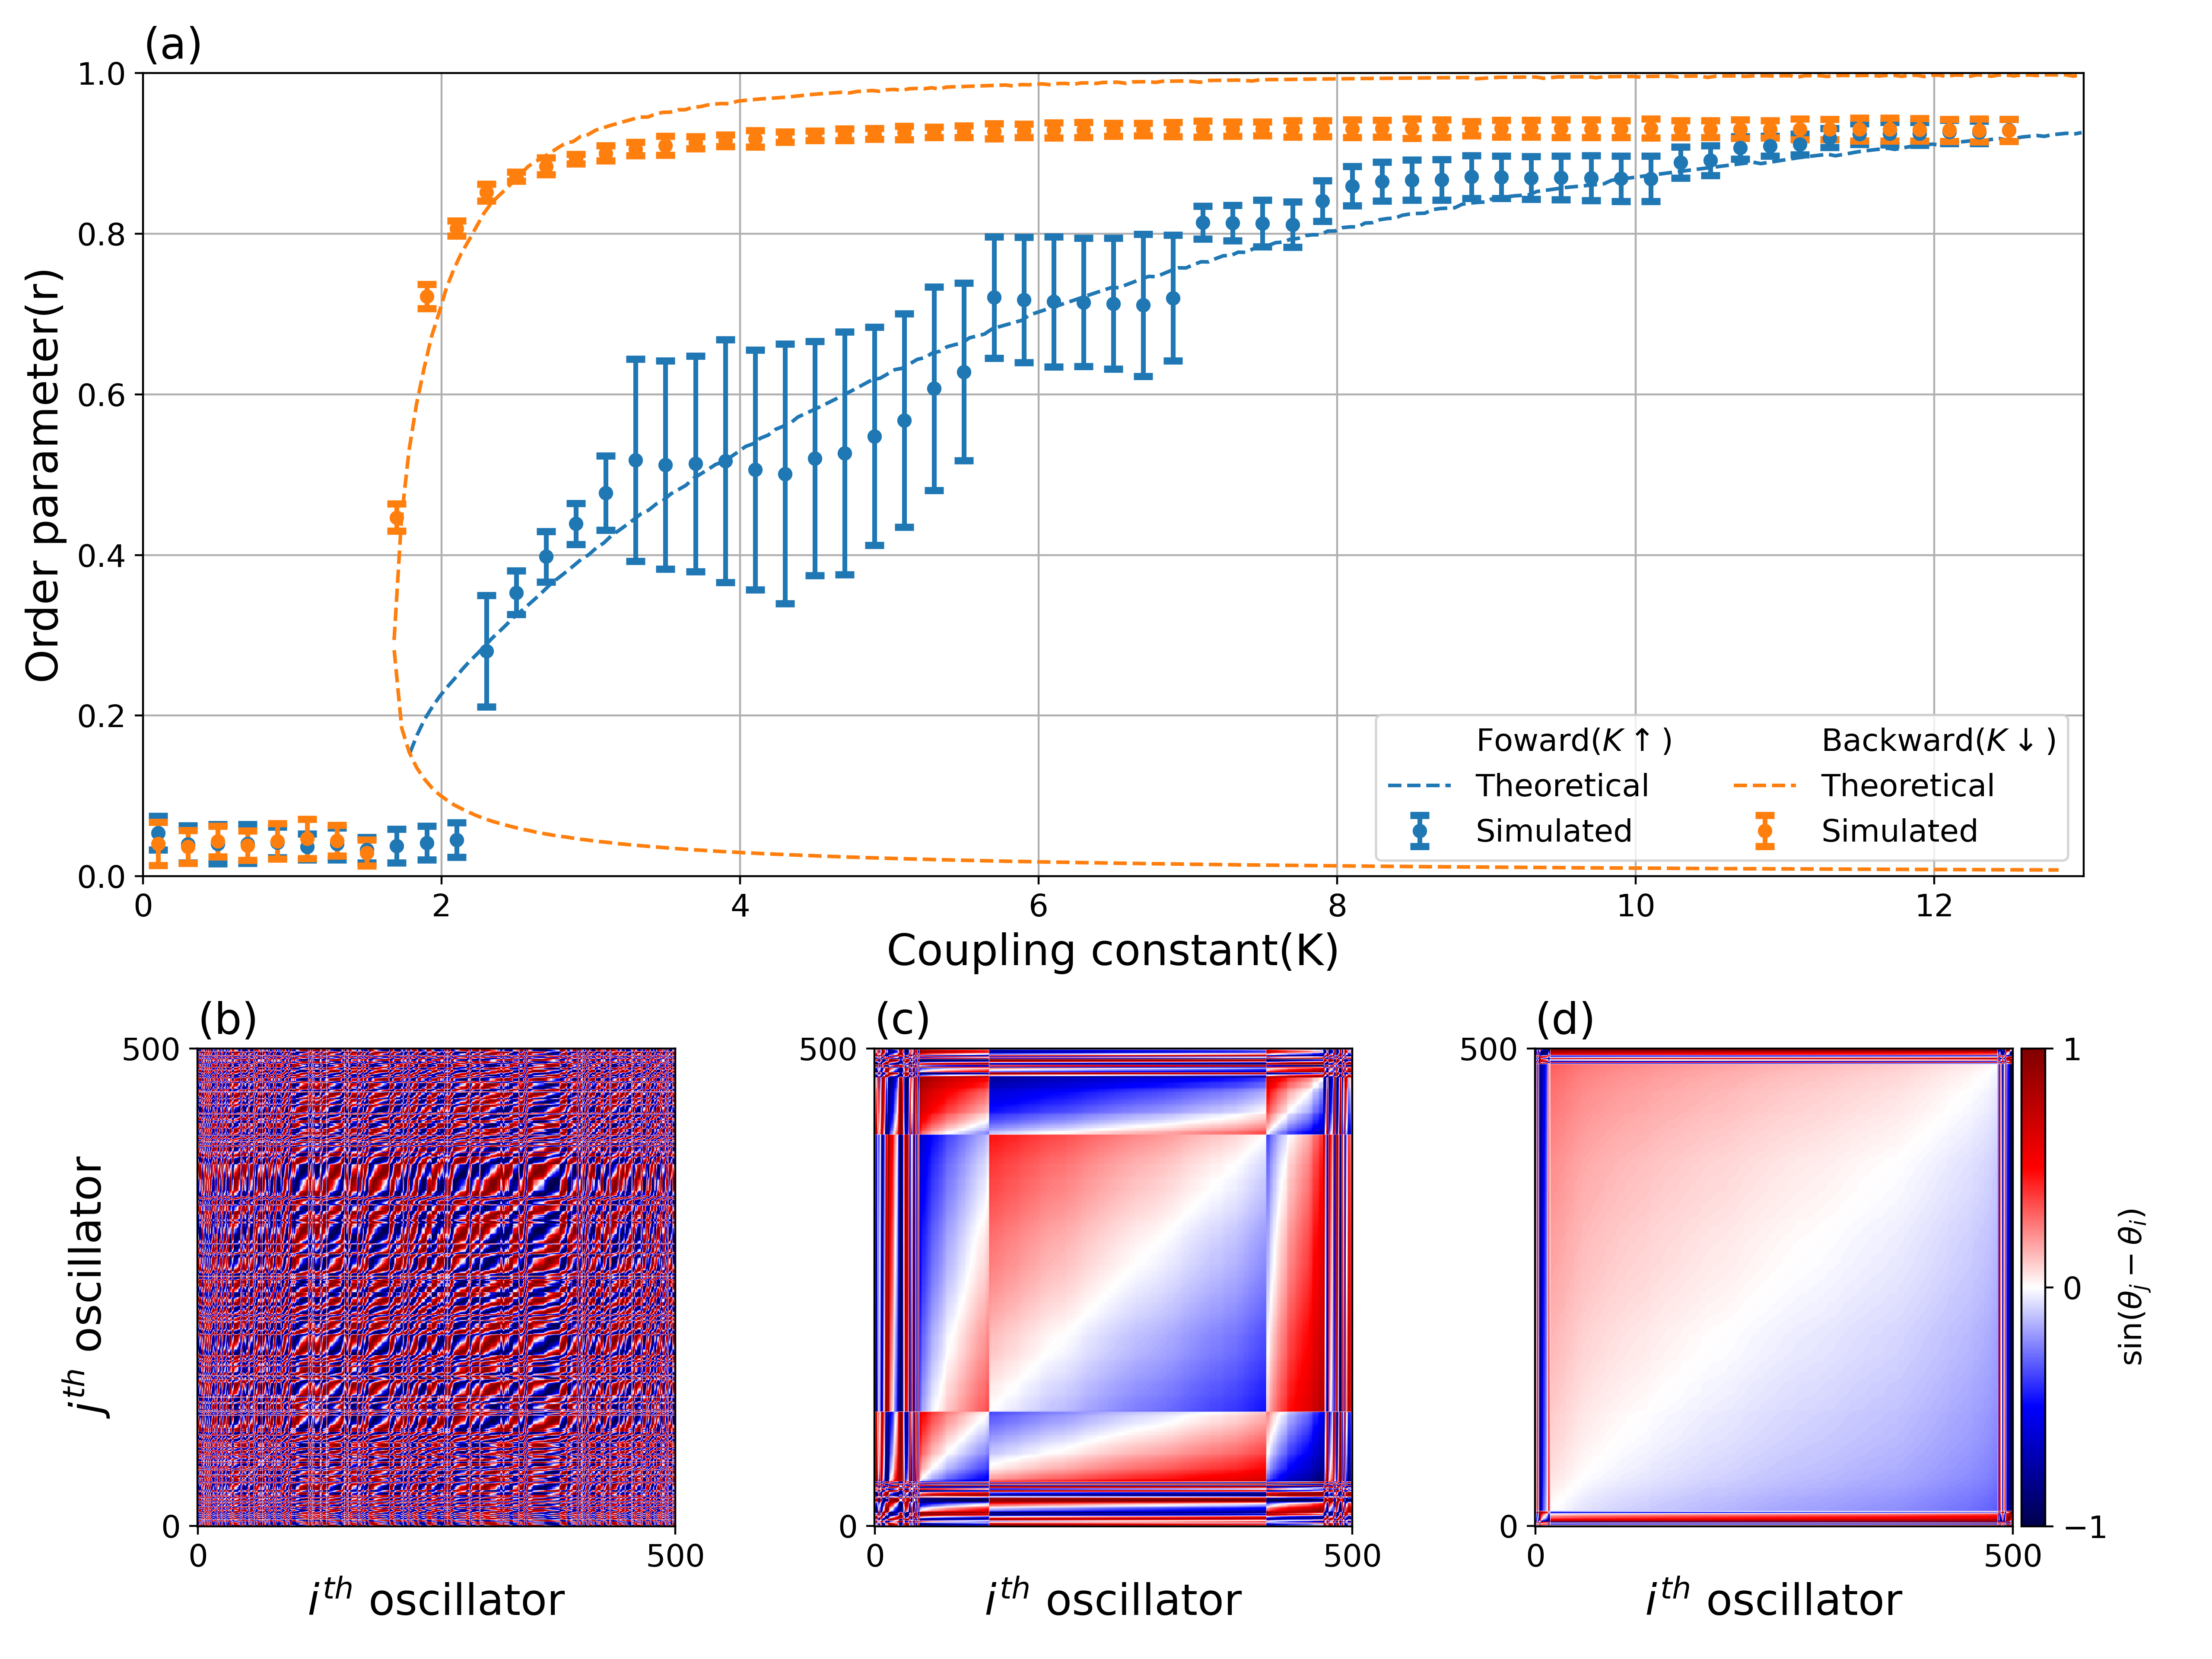 (a)
Order parameter(r)
1.0
0.8
0.6
0.4
0.2
0.0
0 2 4 6 8 10 12
Coupling constant(K)
Foward(K ↑) Backward(K ↓)
Theoretical Theoretical
Simulated Simulated
(b) (c) (d)
j^{th} oscillator
500 500 500
0 0 0
0 500 0 500 0 500
i^{th} oscillator i^{th} oscillator i^{th} oscillator
1
0
−1
sin(θ_j − θ_i)